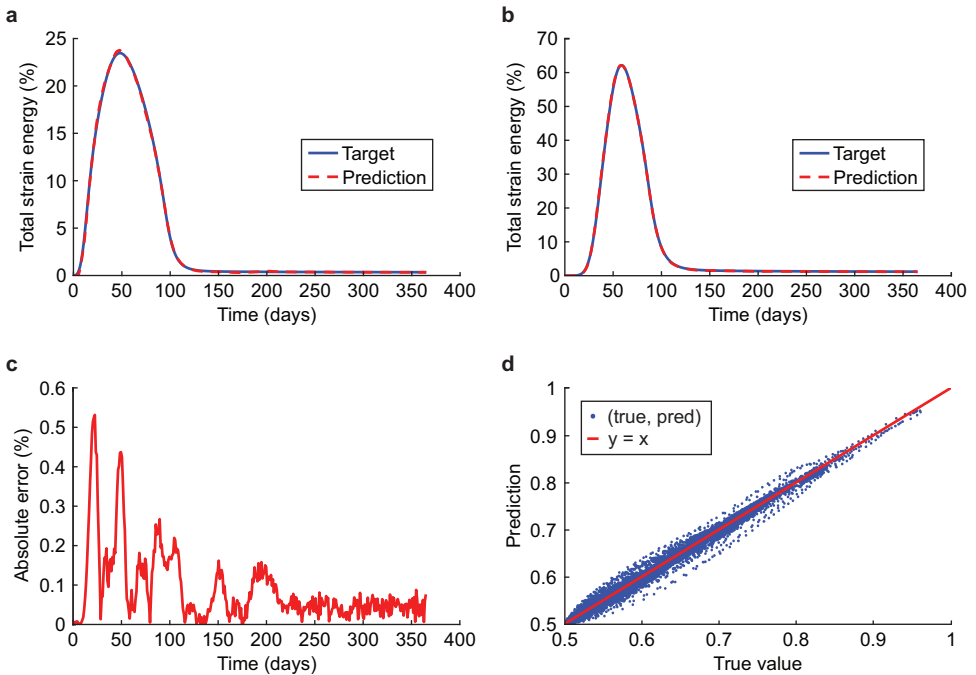 a
Total strain energy (%)
25
20
15
10
5
0
0 50 100 150 200 250 300 350 400
Time (days)
Target
Prediction
b
Total strain energy (%)
70
60
50
40
30
20
10
0
0 50 100 150 200 250 300 350 400
Time (days)
Target
Prediction
c
Absolute error (%)
0.6
0.5
0.4
0.3
0.2
0.1
0
0 50 100 150 200 250 300 350 400
Time (days)
d
Prediction
1
0.9
0.8
0.7
0.6
0.5
0.5 0.6 0.7 0.8 0.9 1
True value
(true, pred)
y = x